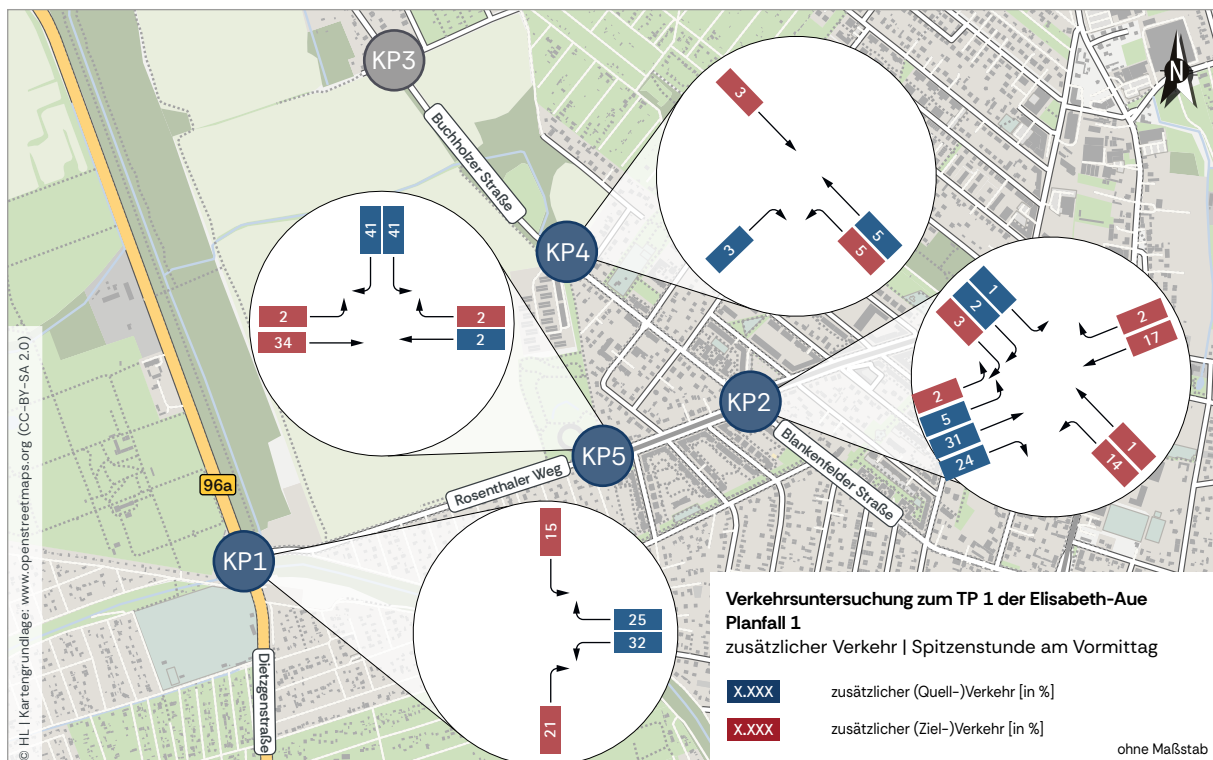 KP3
N
Buchholzer Straße
3
KP4
5
5
3
41
41
2
34
2
2
1
2
3
2
17
2
5
31
24
1
14
KP2
KP5
Blankenfelder Straße
Rosenthaler Weg
96a
KP1
15
25
32
21
Dietzgenstraße
© HL | Kartengrundlage: www.openstreetmaps.org (CC-BY-SA 2.0)
Verkehrsuntersuchung zum TP 1 der Elisabeth-Aue
Planfall 1
zusätzlicher Verkehr | Spitzenstunde am Vormittag
X.XXX zusätzlicher (Quell-)Verkehr [in %]
X.XXX zusätzlicher (Ziel-)Verkehr [in %]
ohne Maßstab